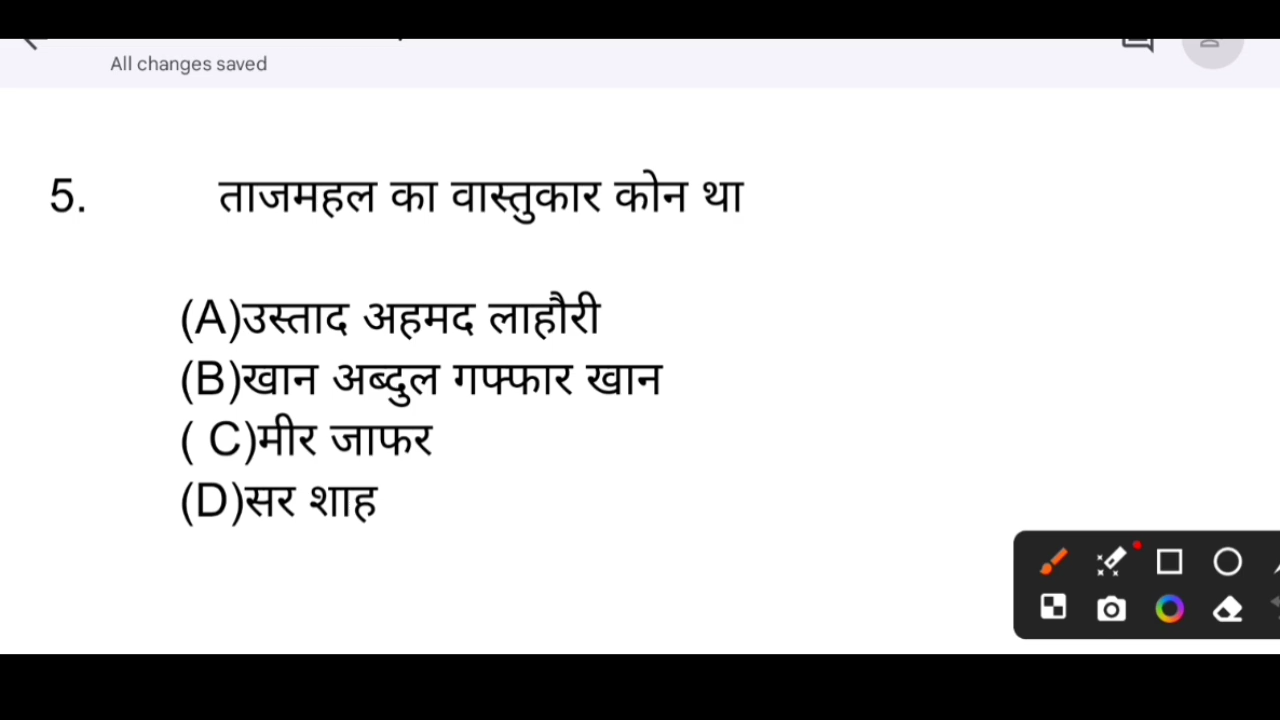 All changes saved
5. ताजमहल का वास्तुकार कोन था
(A)उस्ताद अहमद लाहौरी
(B)खान अब्दुल गफ्फार खान
( C)मीर जाफर
(D)सर शाह